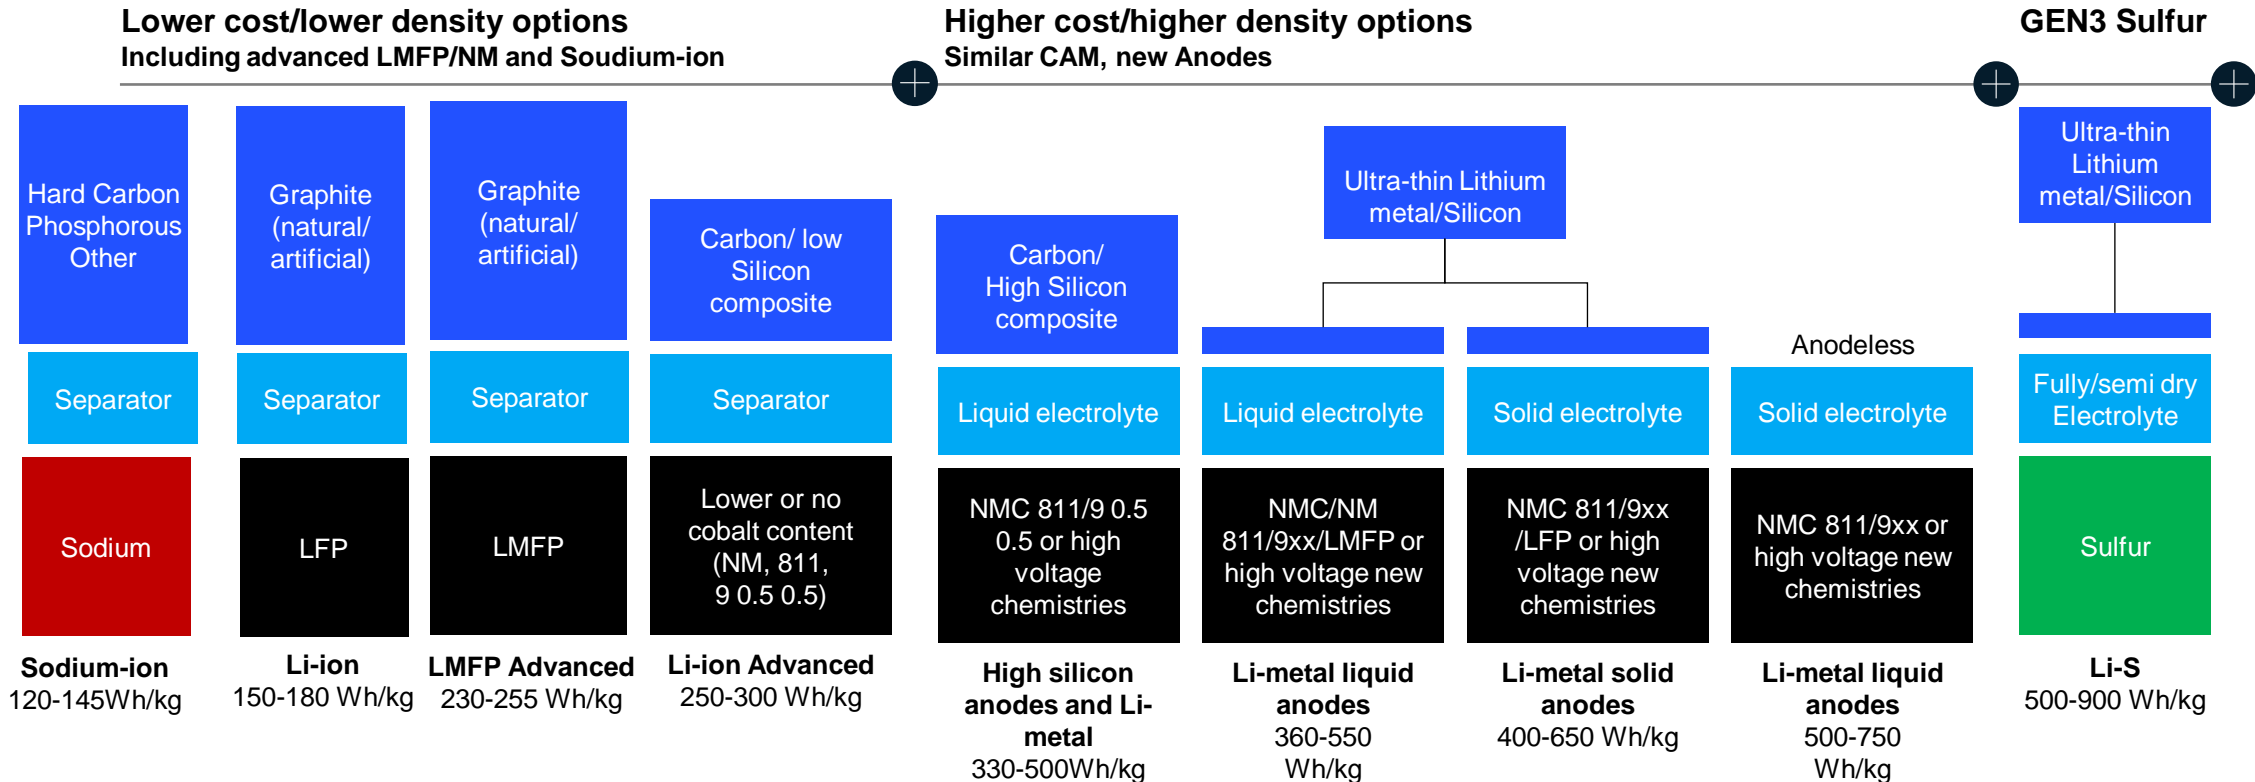 Lower cost/lower density options
Including advanced LMFP/NM and Soudium-ion
Higher cost/higher density options
Similar CAM, new Anodes
GEN3 Sulfur
Hard Carbon
Phosphorous
Other
Separator
Sodium
Sodium-ion
120-145Wh/kg
Graphite
(natural/
artificial)
Separator
LFP
Li-ion
150-180 Wh/kg
Graphite
(natural/
artificial)
Separator
LMFP
LMFP Advanced
230-255 Wh/kg
Carbon/ low
Silicon
composite
Separator
Lower or no
cobalt content
(NM, 811,
9 0.5 0.5)
Li-ion Advanced
250-300 Wh/kg
Carbon/
High Silicon
composite
Liquid electrolyte
NMC 811/9 0.5
0.5 or high
voltage
chemistries
High silicon
anodes and Li-
metal
330-500Wh/kg
Ultra-thin Lithium
metal/Silicon
Liquid electrolyte
NMC/NM
811/9xx/LMFP or
high voltage new
chemistries
Li-metal liquid
anodes
360-550
Wh/kg
Solid electrolyte
NMC 811/9xx
/LFP or high
voltage new
chemistries
Li-metal solid
anodes
400-650 Wh/kg
Anodeless
Solid electrolyte
NMC 811/9xx or
high voltage new
chemistries
Li-metal liquid
anodes
500-750
Wh/kg
Ultra-thin
Lithium
metal/Silicon
Fully/semi dry
Electrolyte
Sulfur
Li-S
500-900 Wh/kg